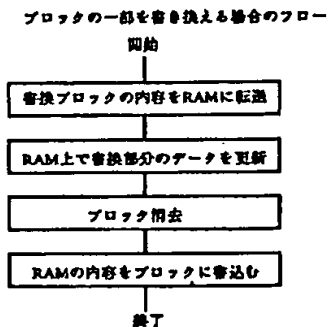 ブロックの一部を書き換える場合のフロー
開始
書換ブロックの内容をRAMに転送
RAM上で書換部分のデータを更新
ブロック消去
RAMの内容をブロックに書込む
終了